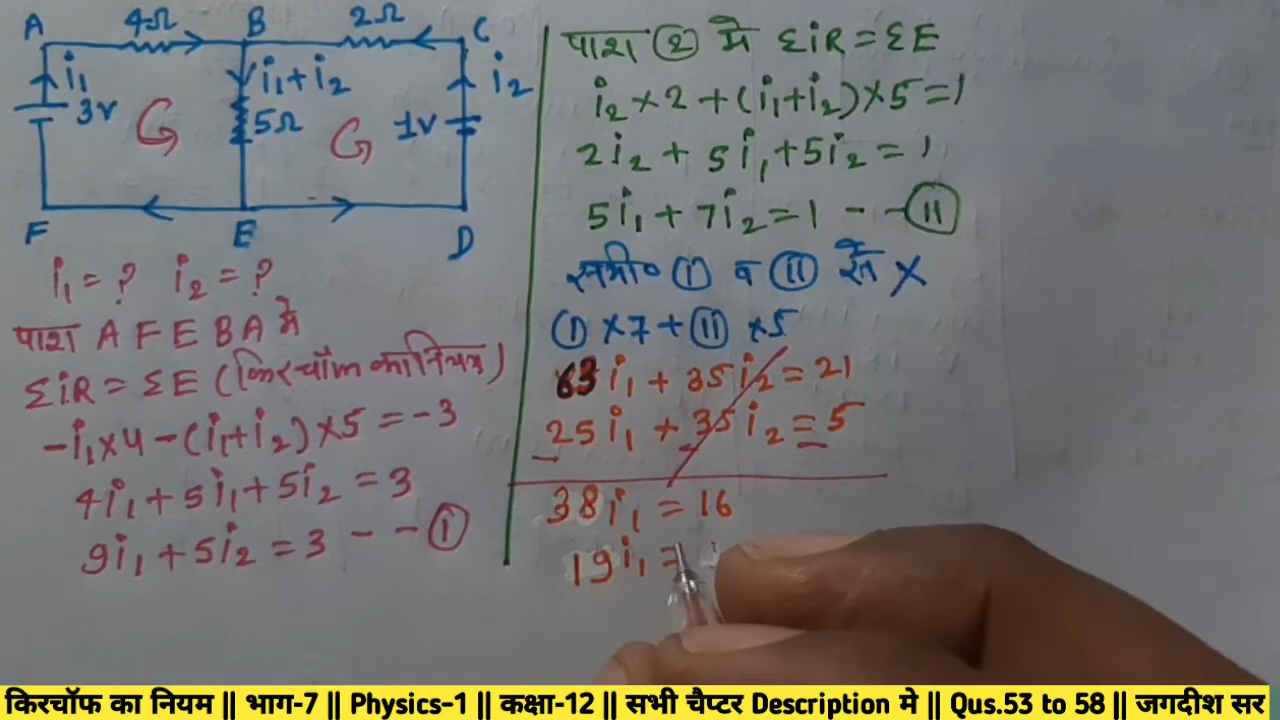 A 4Ω B 2Ω C
i₁ i₁+i₂ i₂
3v 5Ω 1v
F E D
i₁ = ? i₂ = ?
पाश A F E B A में
ΣiR = ΣE (किरचॉफ का नियम)
-i₁×4 - (i₁+i₂)×5 = -3
4i₁ + 5i₁ + 5i₂ = 3
9i₁ + 5i₂ = 3 - - ①
पाश ② में ΣiR = ΣE
i₂×2 + (i₁+i₂)×5 = 1
2i₂ + 5i₁ + 5i₂ = 1
5i₁ + 7i₂ = 1 - - Ⅱ
समी० Ⅰ व Ⅱ से ×
Ⅰ ×7 + Ⅱ ×5
63i₁ + 35i₂ = 21
25i₁ + 35i₂ = 5
38i₁ = 16
19i₁ =
किरचॉफ का नियम || भाग-7 || Physics-1 || कक्षा-12 || सभी चैप्टर Description मे || Qus.53 to 58 || जगदीश सर